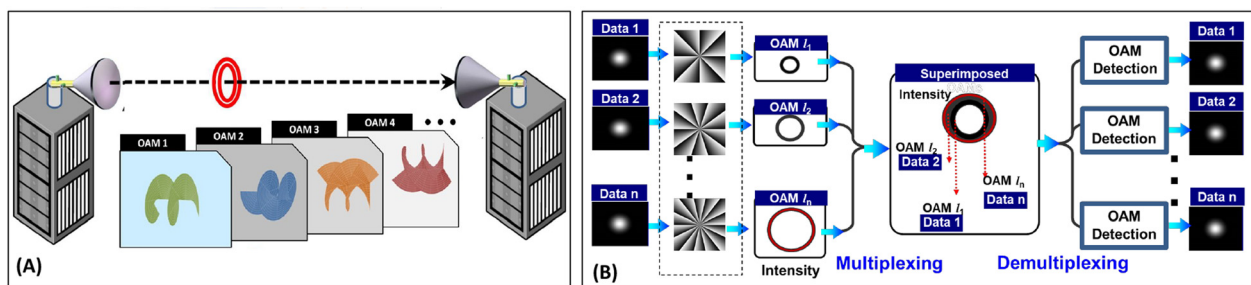 (A)
OAM 1
OAM 2
OAM 3
OAM 4
(B)
Data 1
Data 2
Data n
OAM l1
OAM l2
OAM ln
Intensity
Multiplexing
Superimposed
Intensity
OAM l2
Data 2
OAM ln
Data n
OAM l1
Data 1
Demultiplexing
OAM
Detection
OAM
Detection
OAM
Detection
Data 1
Data 2
Data n